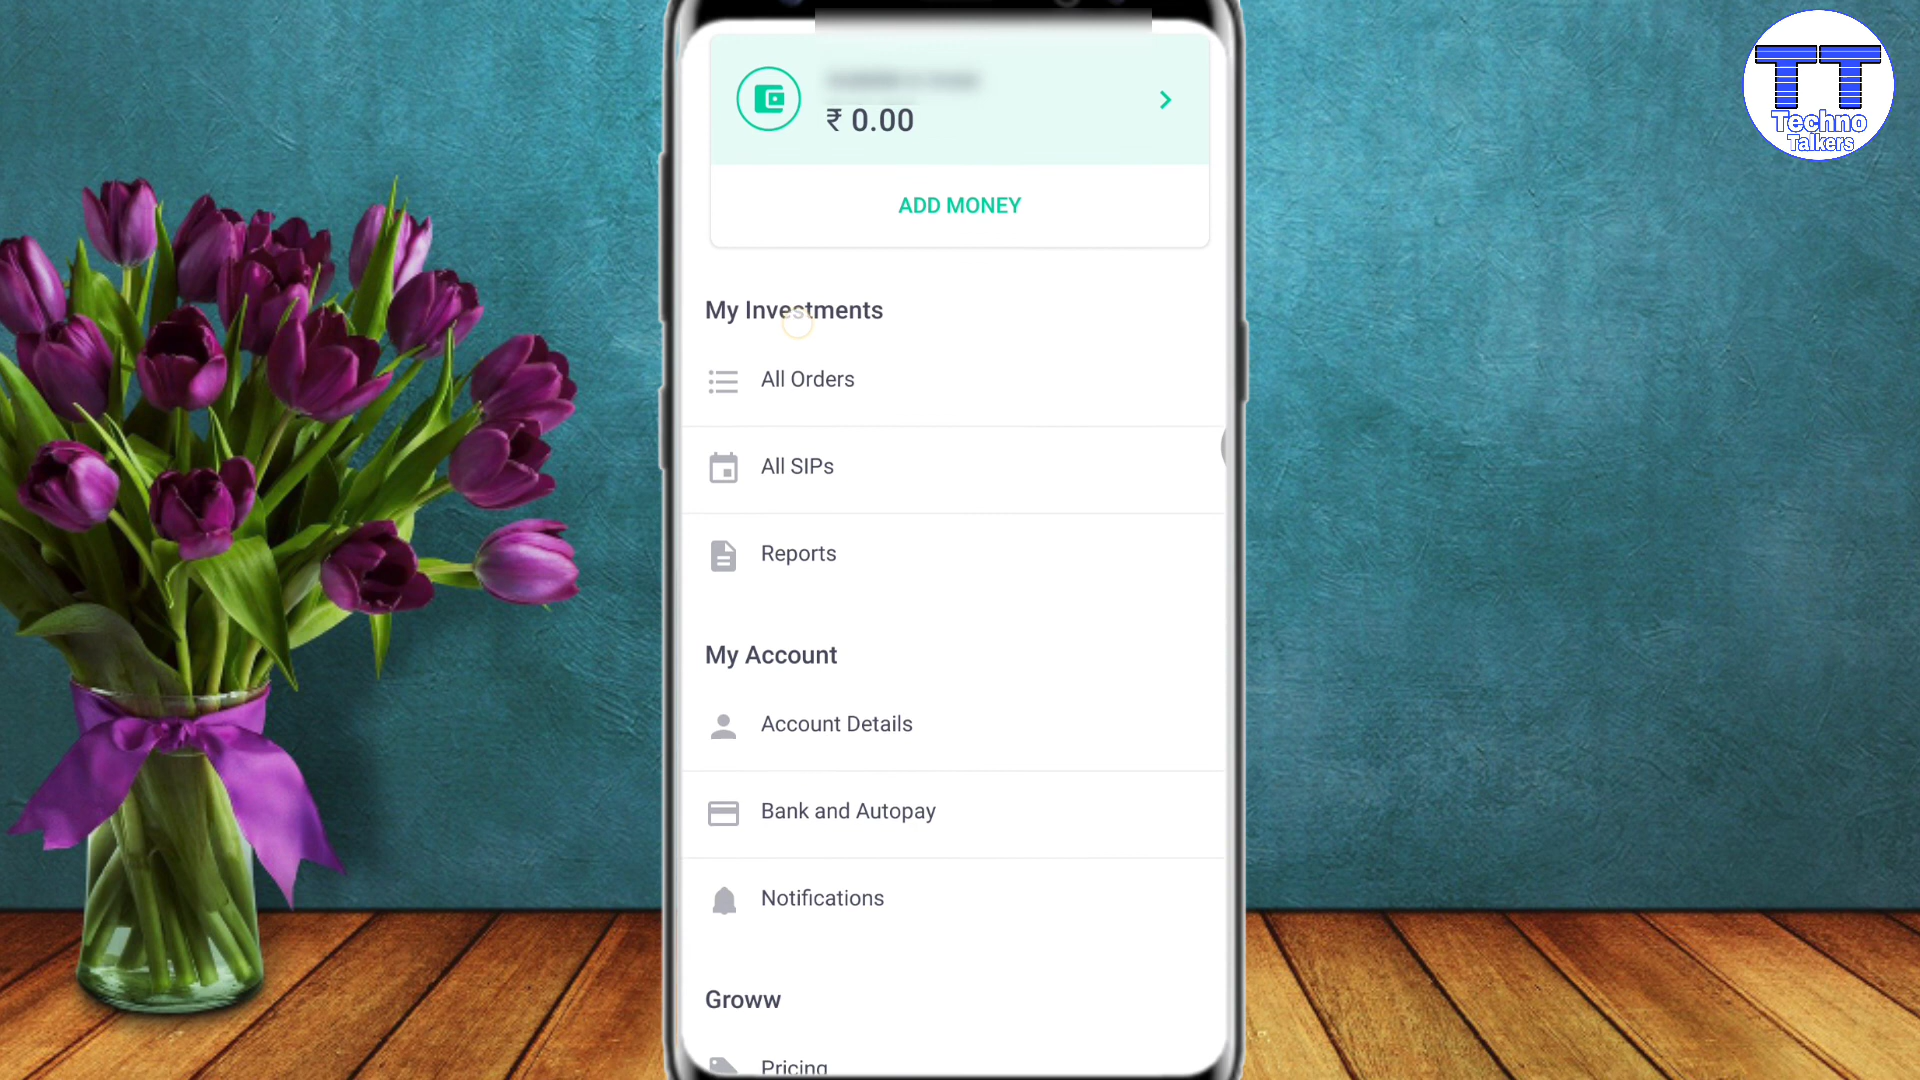 TT
Techno
Talkers
₹ 0.00
ADD MONEY
My Investments
All Orders
All SIPs
Reports
My Account
Account Details
Bank and Autopay
Notifications
Groww
Pricing